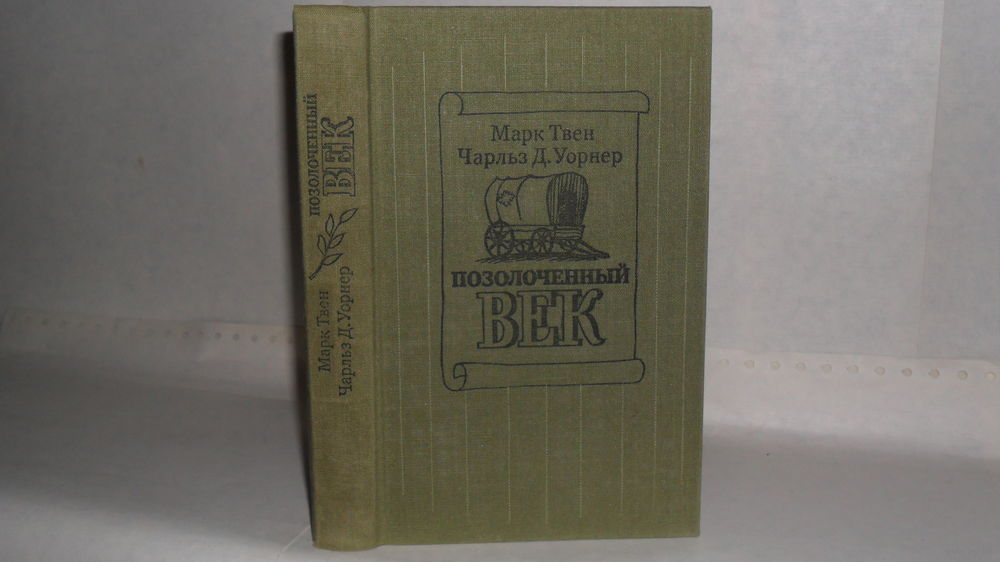 Марк Твен
Чарльз Д. Уорнер
ПОЗОЛОЧЕННЫЙ
ВЕК
Марк Твен
Чарльз Д. Уорнер
ПОЗОЛОЧЕННЫЙ
ВЕК